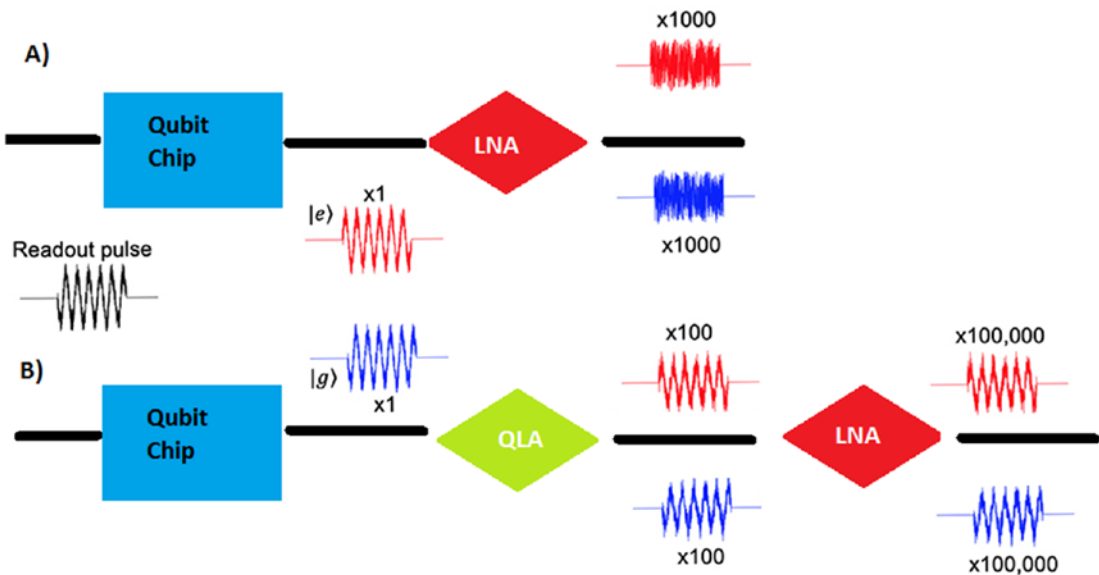 A)
x1000
Qubit
Chip
LNA
x1000
|e⟩
x1
Readout pulse
B)
|g⟩
x1
Qubit
Chip
QLA
x100
x100
LNA
x100,000
x100,000